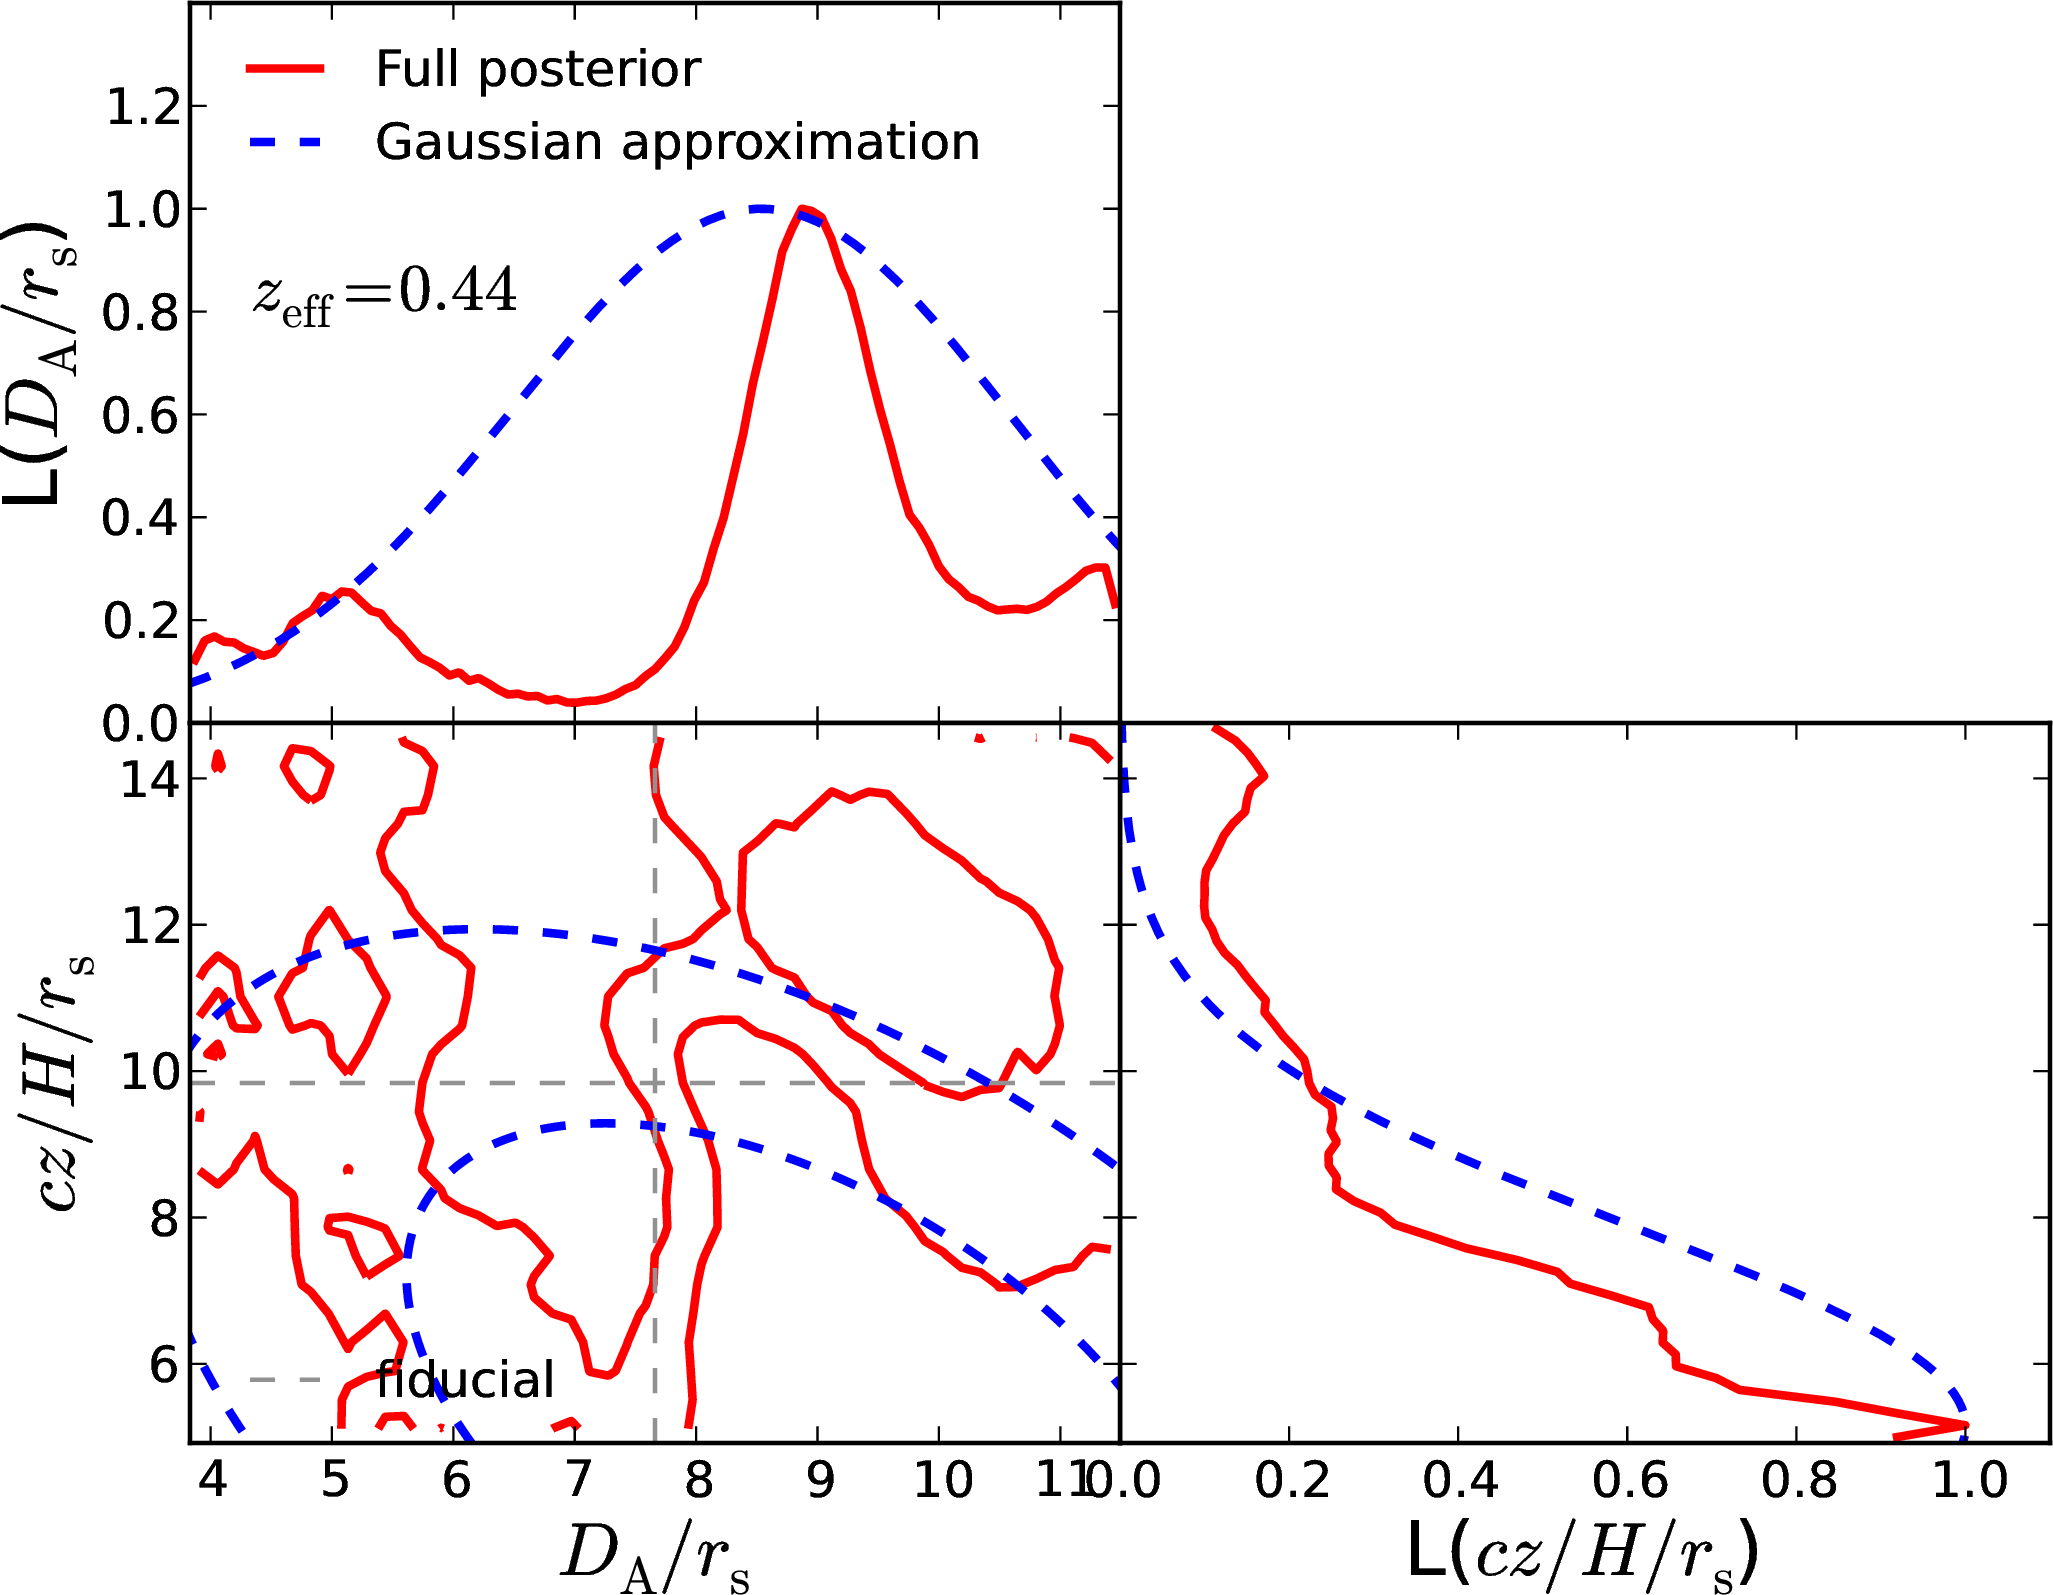 Full posterior
Gaussian approximation
z_eff=0.44
L(D_A/r_s)
1.2
1.0
0.8
0.6
0.4
0.2
0.0
cz/H/r_s
14
12
10
8
6
fiducial
4 5 6 7 8 9 10 11
D_A/r_s
0.0 0.2 0.4 0.6 0.8 1.0
L(cz/H/r_s)